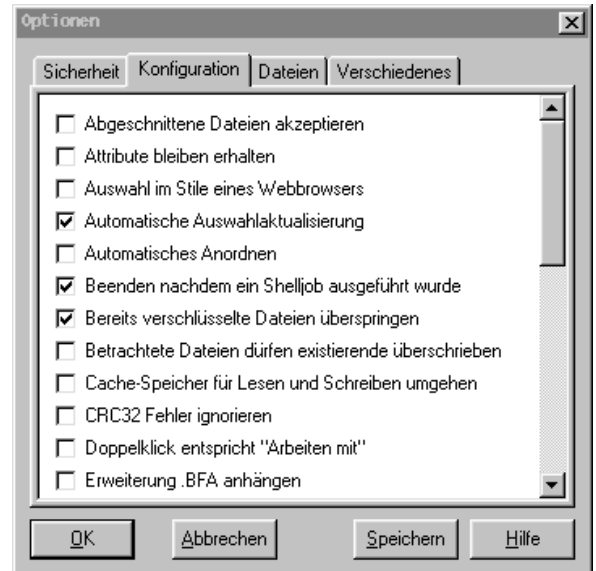 Optionen
Sicherheit Konfiguration Dateien Verschiedenes
Abgeschnittene Dateien akzeptieren
Attribute bleiben erhalten
Auswahl im Stile eines Webbrowsers
Automatische Auswahlaktualisierung
Automatisches Anordnen
Beenden nachdem ein Shelljob ausgeführt wurde
Bereits verschlüsselte Dateien überspringen
Betrachtete Dateien dürfen existierende überschrieben
Cache-Speicher für Lesen und Schreiben umgehen
CRC32 Fehler ignorieren
Doppelklick entspricht "Arbeiten mit"
Erweiterung .BFA anhängen
OK Abbrechen Speichern Hilfe